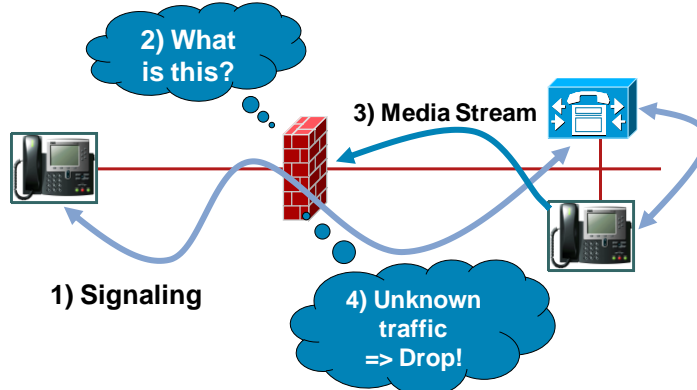 2) What
is this?
3) Media Stream
1) Signaling
4) Unknown
traffic
=> Drop!